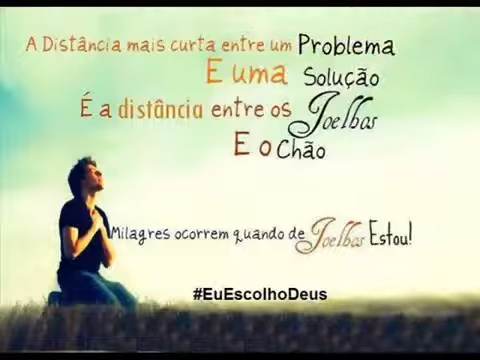 A Distância mais curta entre um Problema
E uma Solução
É a distância entre os Joelhos
E o Chão
Milagres ocorrem quando de Joelhos Estou!
#EuEscolhoDeus